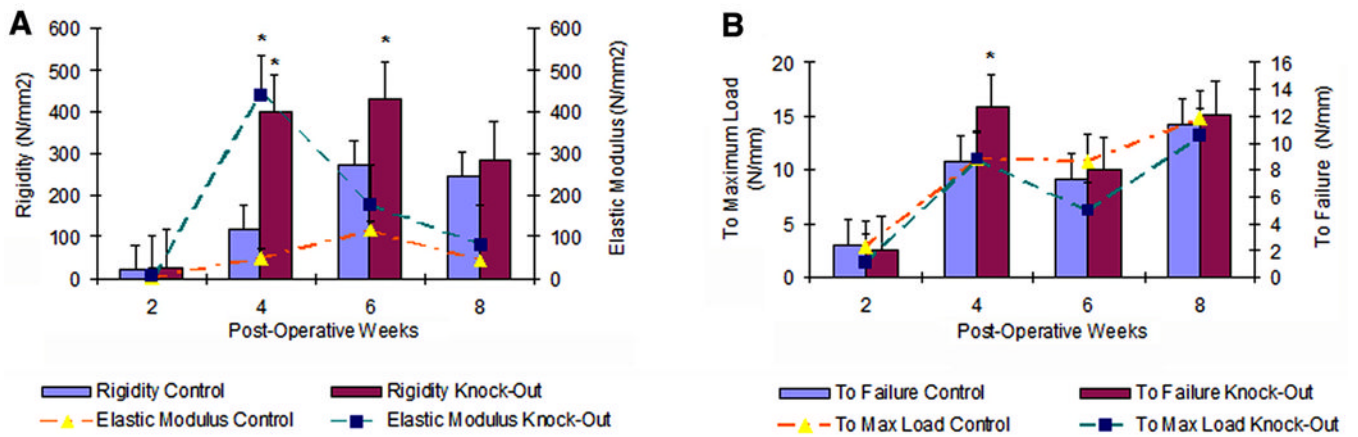 A
600
500
400
300
200
100
0
Rigidity (N/mm2)
*
*
*
600
500
400
300
200
100
0
Elastic Modulus (N/mm2)
2 4 6 8
Post-Operative Weeks
Rigidity Control
Rigidity Knock-Out
Elastic Modulus Control
Elastic Modulus Knock-Out
B
20
15
10
5
0
To Maximum Load
(N/mm)
*
16
14
12
10
8
6
4
2
0
To Failure (N/mm)
2 4 6 8
Post-Operative Weeks
To Failure Control
To Failure Knock-Out
To Max Load Control
To Max Load Knock-Out